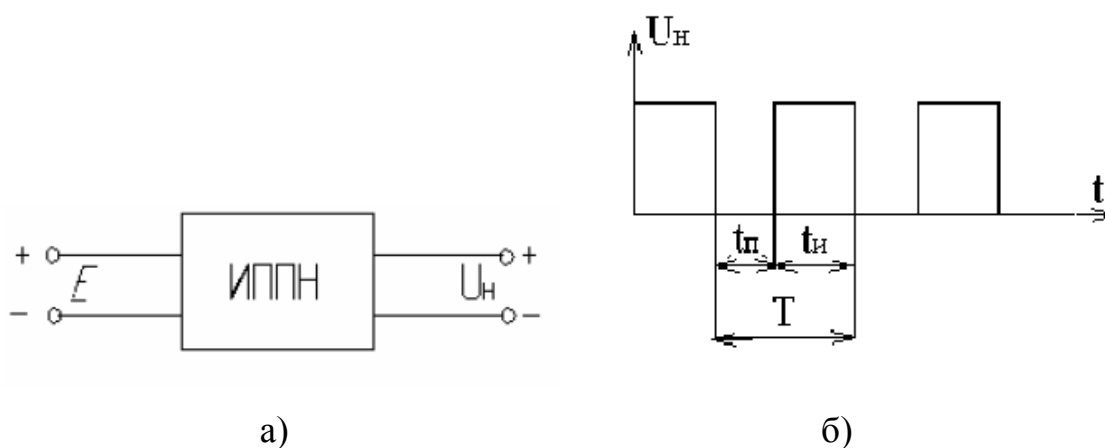 Uн
t
tп tи
T
+ E ИППН Uн +
− −
а) б)